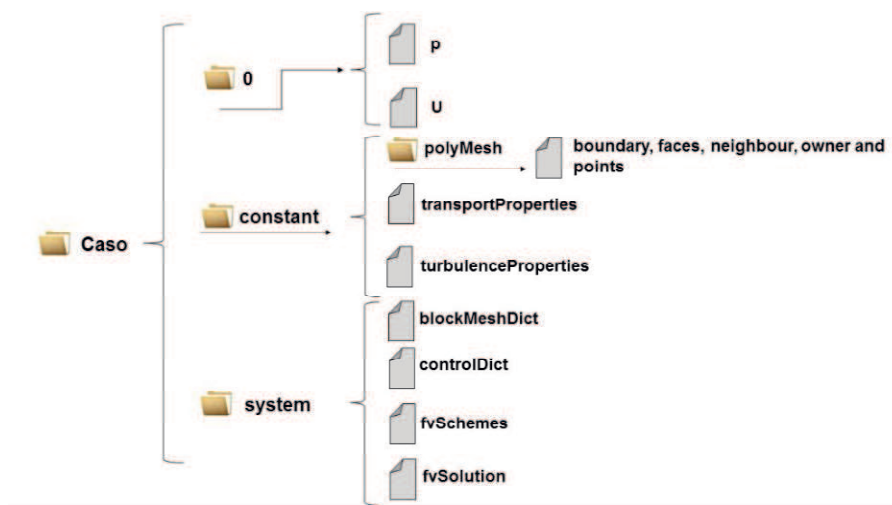 Caso
0
p
U
constant
polyMesh
boundary, faces, neighbour, owner and
points
transportProperties
turbulenceProperties
system
blockMeshDict
controlDict
fvSchemes
fvSolution